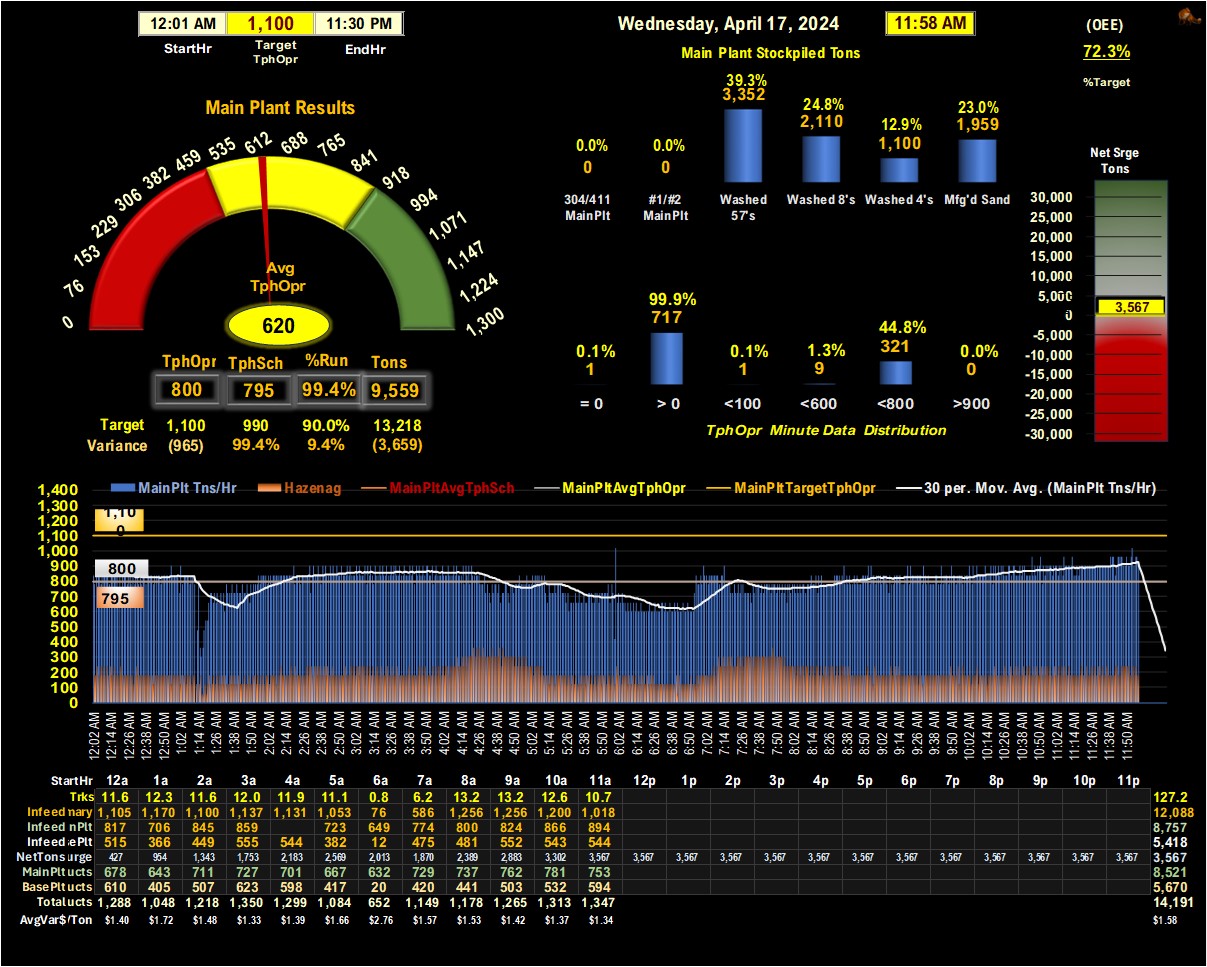 12:01 AM 1,100 11:30 PM
StartHr Target TphOpr EndHr
Wednesday, April 17, 2024 11:58 AM
(OEE)
72.3%
%Target
Main Plant Stockpiled Tons
0.0% 0.0% 39.3% 24.8% 12.9% 23.0%
0 0 3,352 2,110 1,100 1,959
304/411 MainPlt #1/#2 MainPlt Washed 57's Washed 8's Washed 4's Mfg'd Sand
Main Plant Results
0 76 153 229 306 382 459 535 612 688 765 841 918 994 1,071 1,147 1,224 1,300
Avg
TphOpr
620
TphOpr TphSch %Run Tons
800 795 99.4% 9,559
Target 1,100 990 90.0% 13,218
Variance (965) 99.4% 9.4% (3,659)
0.1% 99.9% 0.1% 1.3% 44.8% 0.0%
1 717 1 9 321 0
= 0 > 0 <100 <600 <800 >900
TphOpr Minute Data Distribution
Net Srge
Tons
30,000
25,000
20,000
15,000
10,000
5,000
3,567
0
-5,000
-10,000
-15,000
-20,000
-25,000
-30,000
MainPlt Tns/Hr Hazenag MainPltAvgTphSch MainPltAvgTphOpr MainPltTargetTphOpr 30 per. Mov. Avg. (MainPlt Tns/Hr)
1,400
1,300
1,200
1,100
1,000
900
800
700
600
500
400
300
200
100
0
1,10
0
800
795
12:02 AM 12:14 AM 12:26 AM 12:38 AM 12:50 AM 1:02 AM 1:14 AM 1:26 AM 1:38 AM 1:50 AM 2:02 AM 2:14 AM 2:26 AM 2:38 AM 2:50 AM 3:02 AM 3:14 AM 3:26 AM 3:38 AM 3:50 AM 4:02 AM 4:14 AM 4:26 AM 4:38 AM 4:50 AM 5:02 AM 5:14 AM 5:26 AM 5:38 AM 5:50 AM 6:02 AM 6:14 AM 6:26 AM 6:38 AM 6:50 AM 7:02 AM 7:14 AM 7:26 AM 7:38 AM 7:50 AM 8:02 AM 8:14 AM 8:26 AM 8:38 AM 8:50 AM 9:02 AM 9:14 AM 9:26 AM 9:38 AM 9:50 AM 10:02 AM 10:14 AM 10:26 AM 10:38 AM 10:50 AM 11:02 AM 11:14 AM 11:26 AM 11:38 AM 11:50 AM
StartHr 12a 1a 2a 3a 4a 5a 6a 7a 8a 9a 10a 11a 12p 1p 2p 3p 4p 5p 6p 7p 8p 9p 10p 11p
Trks 11.6 12.3 11.6 12.0 11.9 11.1 0.8 6.2 13.2 13.2 12.6 10.7 127.2
Infeed mary 1,105 1,170 1,100 1,137 1,131 1,053 76 586 1,256 1,256 1,200 1,018 12,088
Infeed nPlt 817 706 845 859 723 649 774 800 824 866 894 8,757
Infeed ePlt 515 366 449 555 544 382 12 475 481 552 543 544 5,418
NetTons urge 427 954 1,343 1,753 2,183 2,569 2,013 1,870 2,389 2,883 3,302 3,567 3,567 3,567 3,567 3,567 3,567 3,567 3,567 3,567 3,567 3,567 3,567 3,567 3,567
MainPlt ucts 678 643 711 727 701 667 632 729 737 762 781 753 8,521
BasePlt ucts 610 405 507 623 598 417 20 420 441 503 532 594 5,670
Total ucts 1,288 1,048 1,218 1,350 1,299 1,084 652 1,149 1,178 1,265 1,313 1,347 14,191
AvgVar$/Ton $1.40 $1.72 $1.48 $1.33 $1.39 $1.66 $2.76 $1.57 $1.53 $1.42 $1.37 $1.34 $1.58